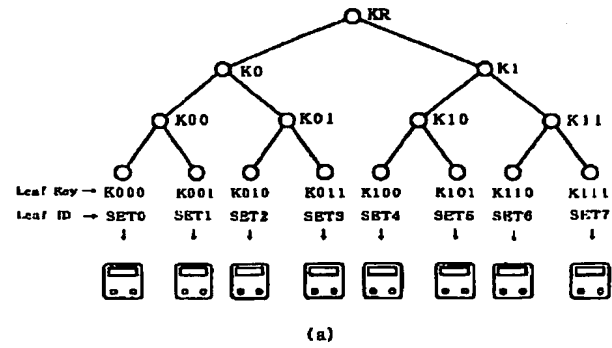 KR
K0 K1
K00 K01 K10 K11
Leaf Key → K000 K001 K010 K011 K100 K101 K110 K111
Leaf ID → SET0 SET1 SET2 SET3 SET4 SET5 SET6 SET7
(a)